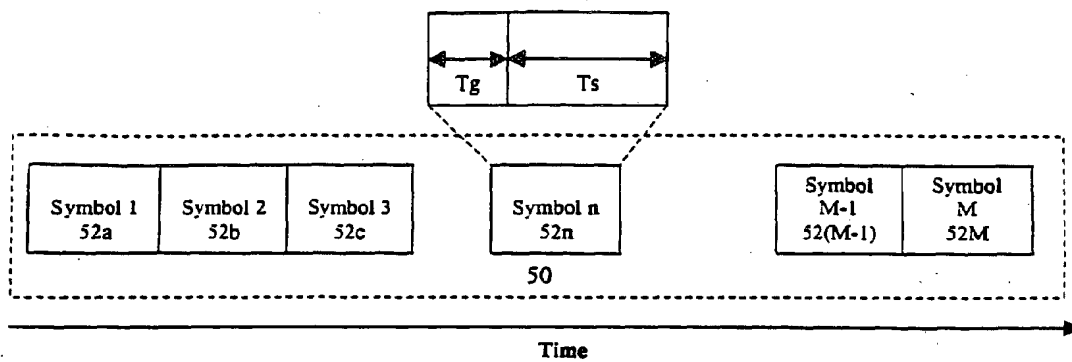 Tg
Ts
Symbol 1
52a
Symbol 2
52b
Symbol 3
52c
Symbol n
52n
Symbol
M-1
52(M-1)
Symbol
M
52M
50
Time